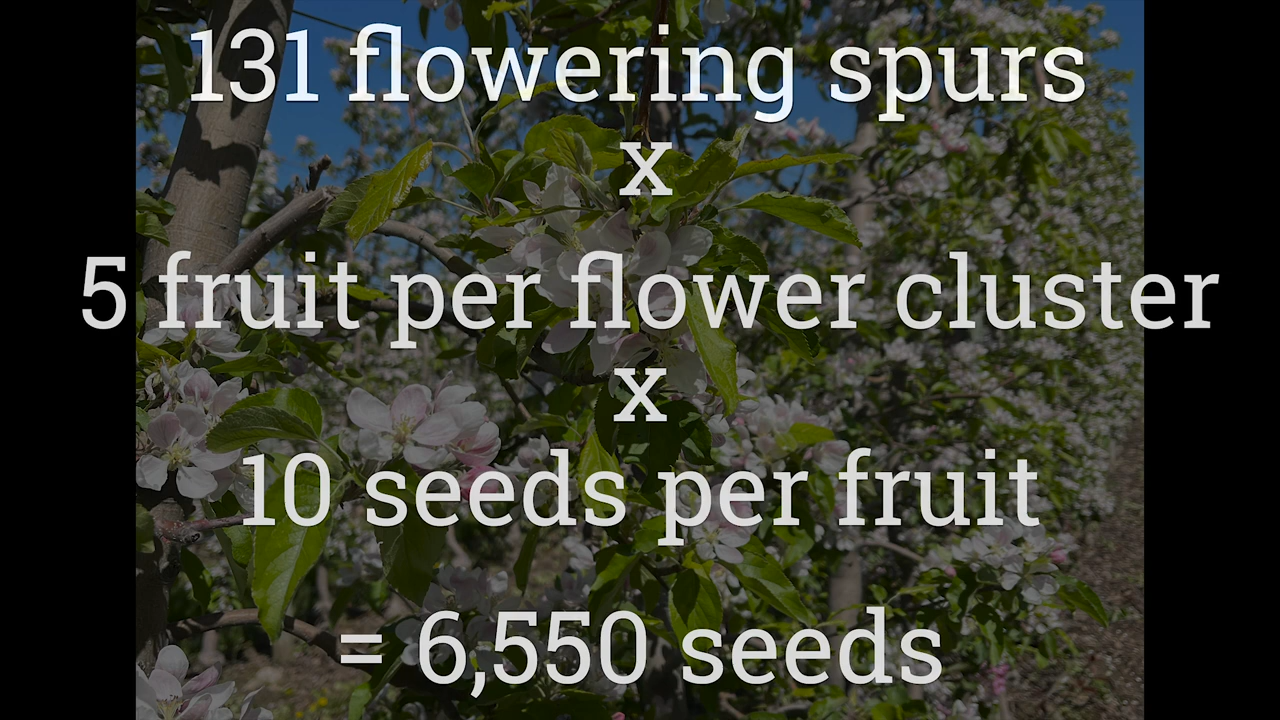 131 flowering spurs
x
5 fruit per flower cluster
x
10 seeds per fruit
= 6,550 seeds